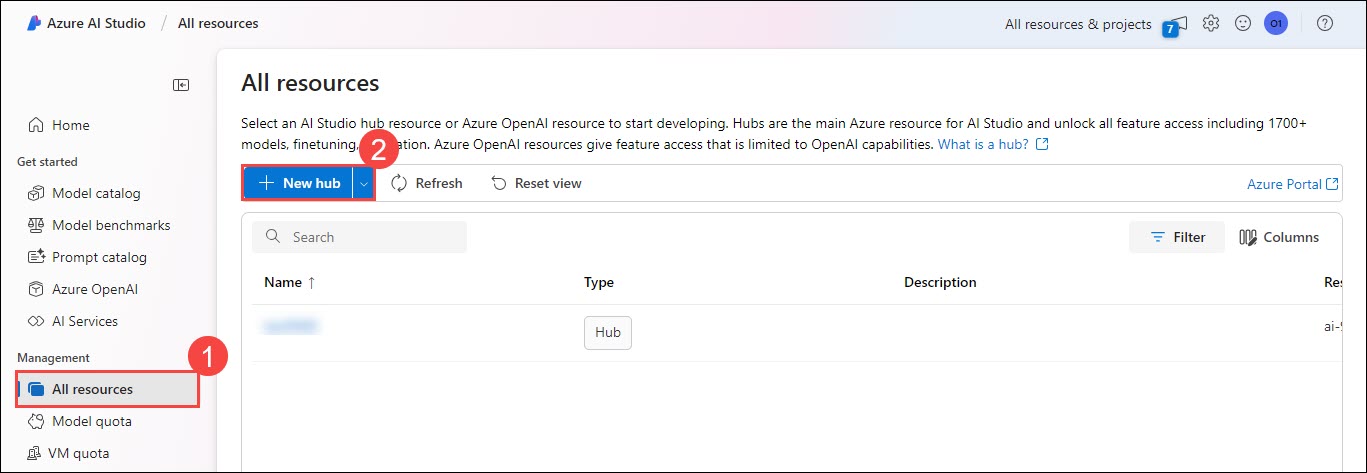 Azure AI Studio / All resources
All resources & projects
7
O1
All resources
Home
Select an AI Studio hub resource or Azure OpenAI resource to start developing. Hubs are the main Azure resource for AI Studio and unlock all feature access including 1700+
models, finetuning, ation. Azure OpenAI resources give feature access that is limited to OpenAI capabilities. What is a hub?
2
Get started
New hub Refresh Reset view Azure Portal
Model catalog
Model benchmarks
Search Filter Columns
Prompt catalog
Azure OpenAI
Name ↑ Type Description Res
AI Services
Hub ai-
Management
1
All resources
Model quota
VM quota